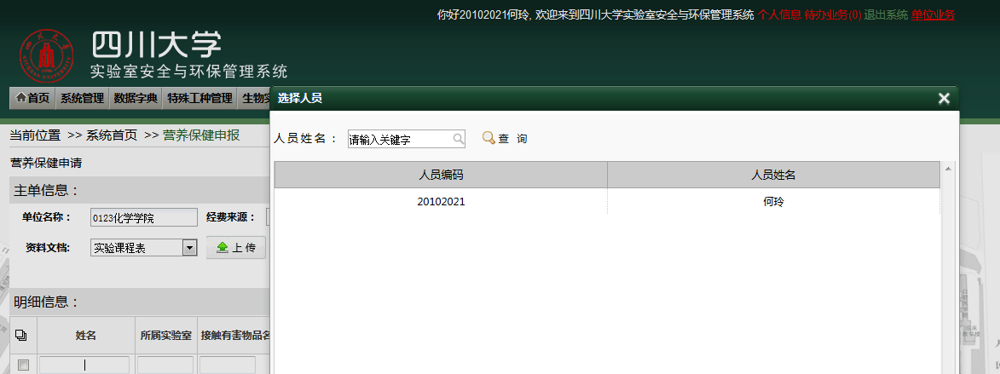 你好20102021何玲, 欢迎来到四川大学实验室安全与环保管理系统 个人信息 待办业务(0) 退出系统 单位业务
四川大学
实验室安全与环保管理系统
首页 系统管理 数据字典 特殊工种管理 生物实
选择人员
当前位置 >> 系统首页 >> 营养保健申报
人员姓名： 请输入关键字 查 询
营养保健申请
人员编码 人员姓名
主单信息：
20102021 何玲
单位名称： 0123化学学院 经费来源：
资料文档: 实验课程表 上传
明细信息：
姓名 所属实验室 接触有害物品名